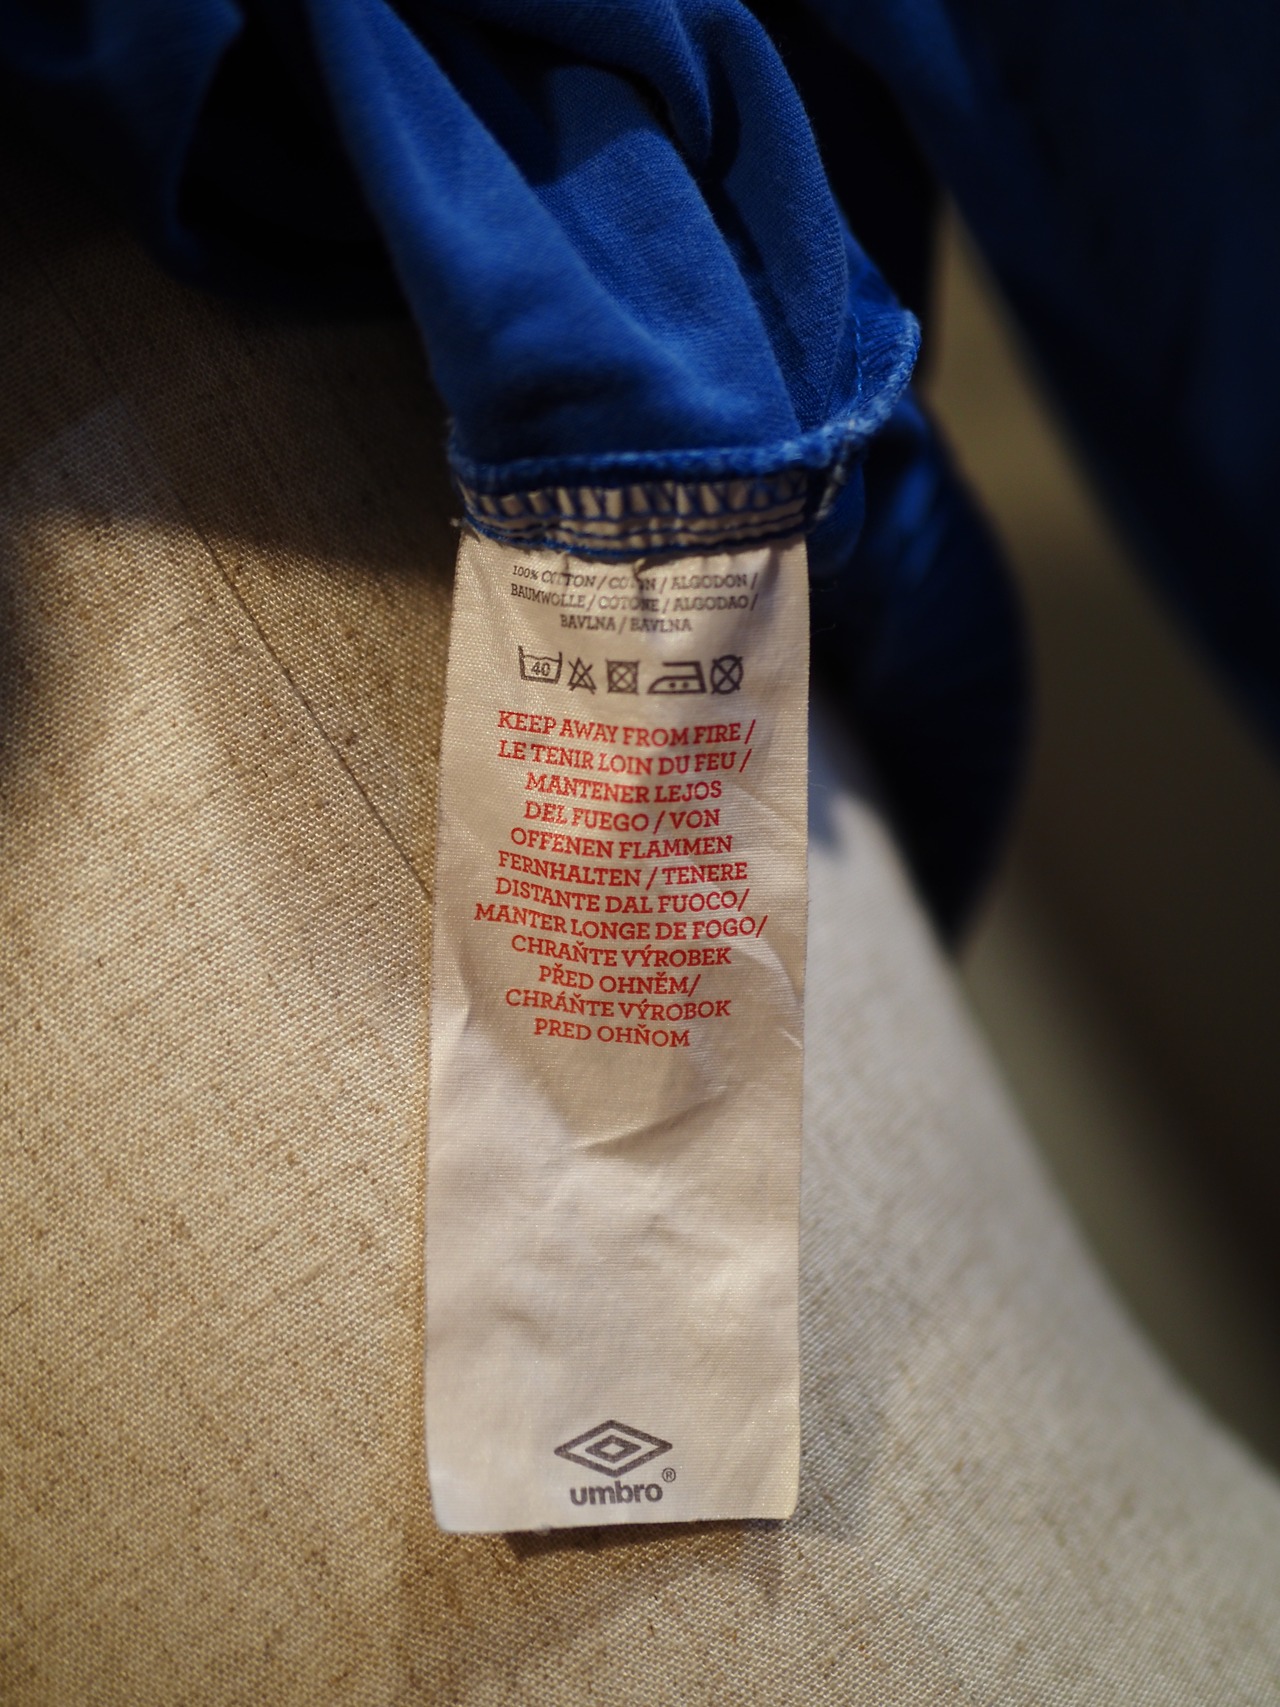 100% COTTON / COTON / ALGODON /
BAUMWOLLE / COTONE / ALGODAO /
BAVLNA / BAVLNA
40
KEEP AWAY FROM FIRE /
LE TENIR LOIN DU FEU /
MANTENER LEJOS
DEL FUEGO / VON
OFFENEN FLAMMEN
FERNHALTEN / TENERE
DISTANTE DAL FUOCO/
MANTER LONGE DE FOGO/
CHRAŇTE VÝROBEK
PŘED OHNĚM/
CHRÁŇTE VÝROBOK
PRED OHŇOM
umbro®